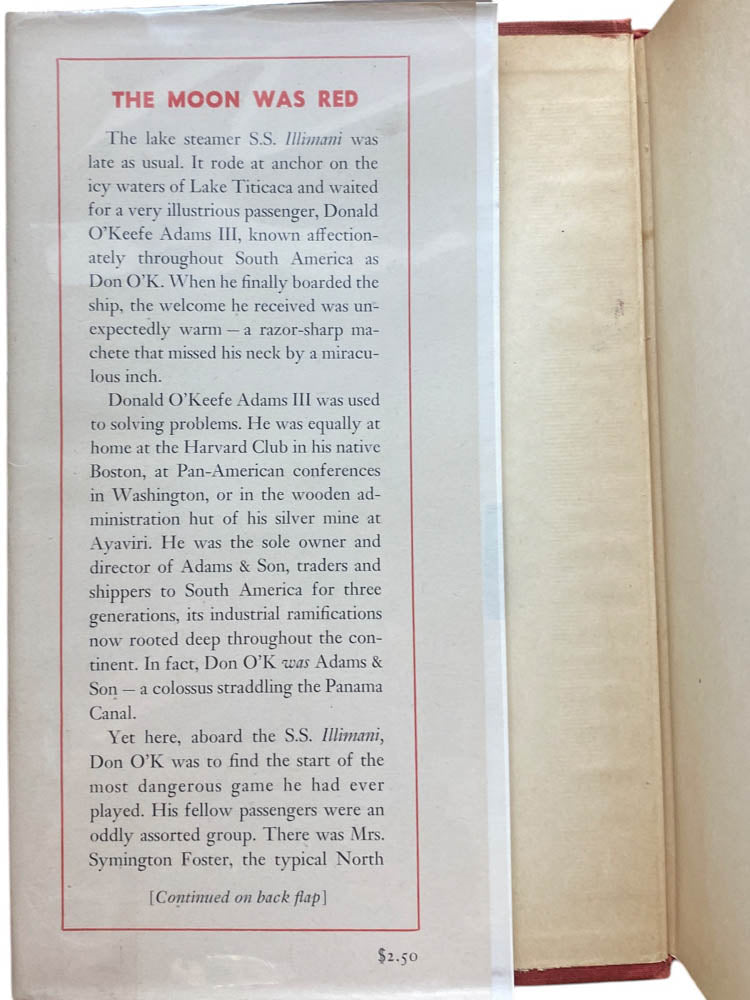 THE MOON WAS RED
The lake steamer S.S. Illimani was
late as usual. It rode at anchor on the
icy waters of Lake Titicaca and waited
for a very illustrious passenger, Donald
O'Keefe Adams III, known affection-
ately throughout South America as
Don O'K. When he finally boarded the
ship, the welcome he received was un-
expectedly warm — a razor-sharp ma-
chete that missed his neck by a miracu-
lous inch.
Donald O'Keefe Adams III was used
to solving problems. He was equally at
home at the Harvard Club in his native
Boston, at Pan-American conferences
in Washington, or in the wooden ad-
ministration hut of his silver mine at
Ayaviri. He was the sole owner and
director of Adams & Son, traders and
shippers to South America for three
generations, its industrial ramifications
now rooted deep throughout the con-
tinent. In fact, Don O'K was Adams &
Son — a colossus straddling the Panama
Canal.
Yet here, aboard the S.S. Illimani,
Don O'K was to find the start of the
most dangerous game he had ever
played. His fellow passengers were an
oddly assorted group. There was Mrs.
Symington Foster, the typical North
[Continued on back flap]
$2.50